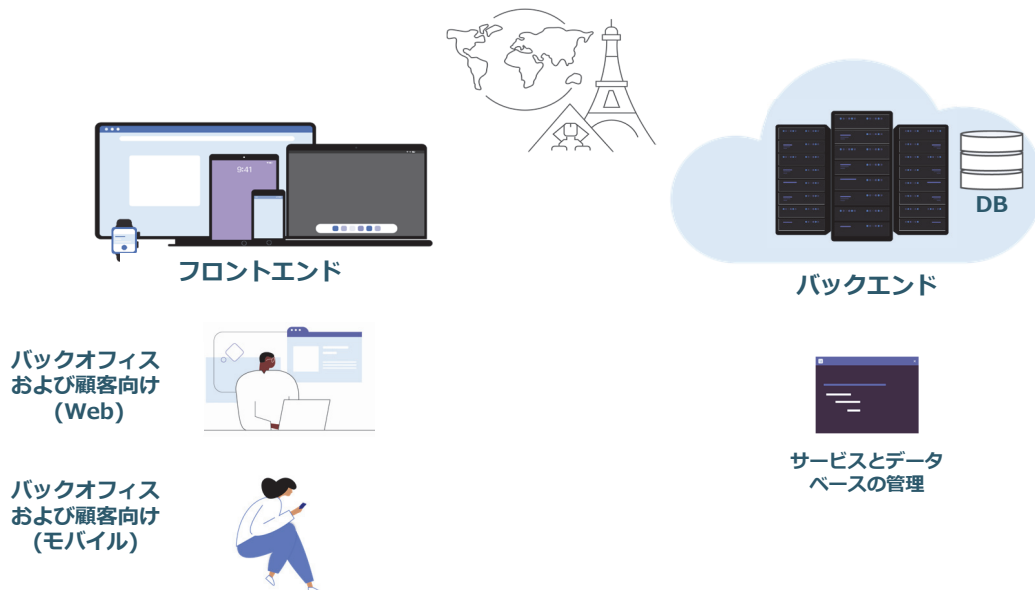 9:41
DB
フロントエンド
バックエンド
バックオフィス
および顧客向け
(Web)
サービスとデータ
ベースの管理
バックオフィス
および顧客向け
(モバイル)